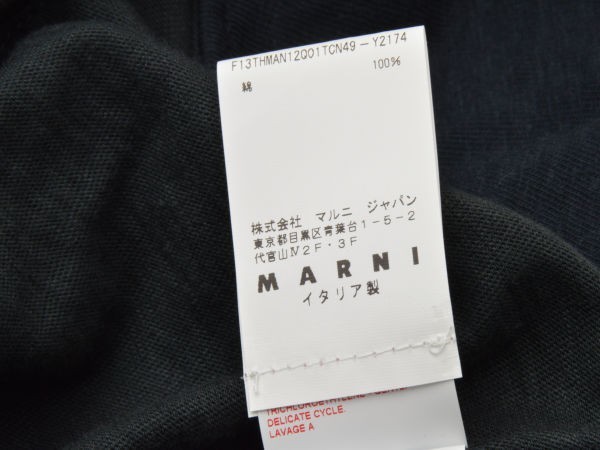 F13THMAN12Q01TCN49-Y2174
綿 100%
株式会社 マルニ ジャパン
東京都目黒区青葉台1-5-2
代官山Ⅳ2F・3F
MARNI
イタリア製
DELICATE CYCLE.
LAVAGE A